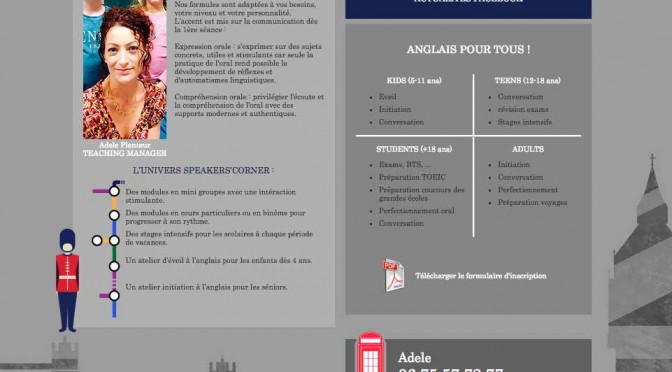 Nos formules sont adaptées à vos besoins,
votre niveau et votre personnalité.
L'accent est mis sur la communication dès
la 1ère séance :
Expression orale : s'exprimer sur des sujets
concrets, utiles et stimulants car seule la
pratique de l'oral rend possible le
développement de réflexes et
d'automatismes linguistiques.
Compréhension orale : privilégier l'écoute et
la compréhension de l'oral avec des
supports modernes et authentiques.
Adele Planteur
TEACHING MANAGER
L'UNIVERS SPEAKERS'CORNER :
Des modules en mini groupes avec une intéraction
stimulante.
Des modules en cours particuliers ou en binôme pour
progresser à son rythme.
Des stages intensifs pour les scolaires à chaque période
de vacances.
Un atelier d'éveil à l'anglais pour les enfants dès 4 ans.
Un atelier initiation à l'anglais pour les séniors.
ANGLAIS POUR TOUS !
KIDS (5-11 ans)
Eveil
Initiation
Conversation
TEENS (12-18 ans)
Conversation
révision exams
Stages intensifs
STUDENTS (+18 ans)
Exams, BTS, ...
Préparation TOEIC
Préparation concours des
grandes écoles
Perfectionnement oral
Conversation
ADULTS
Initiation
Conversation
Perfectionnement
Préparation voyages
PDF
Télécharger le formulaire d'inscription
Adele